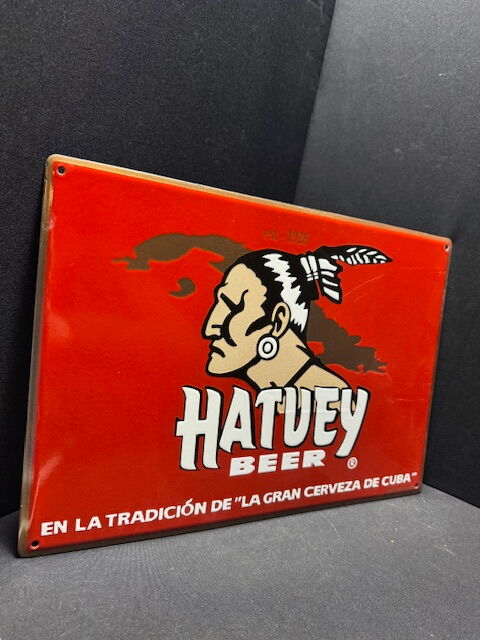 est. 1926
HATUEY
BEER ®
EN LA TRADICIÓN DE "LA GRAN CERVEZA DE CUBA"